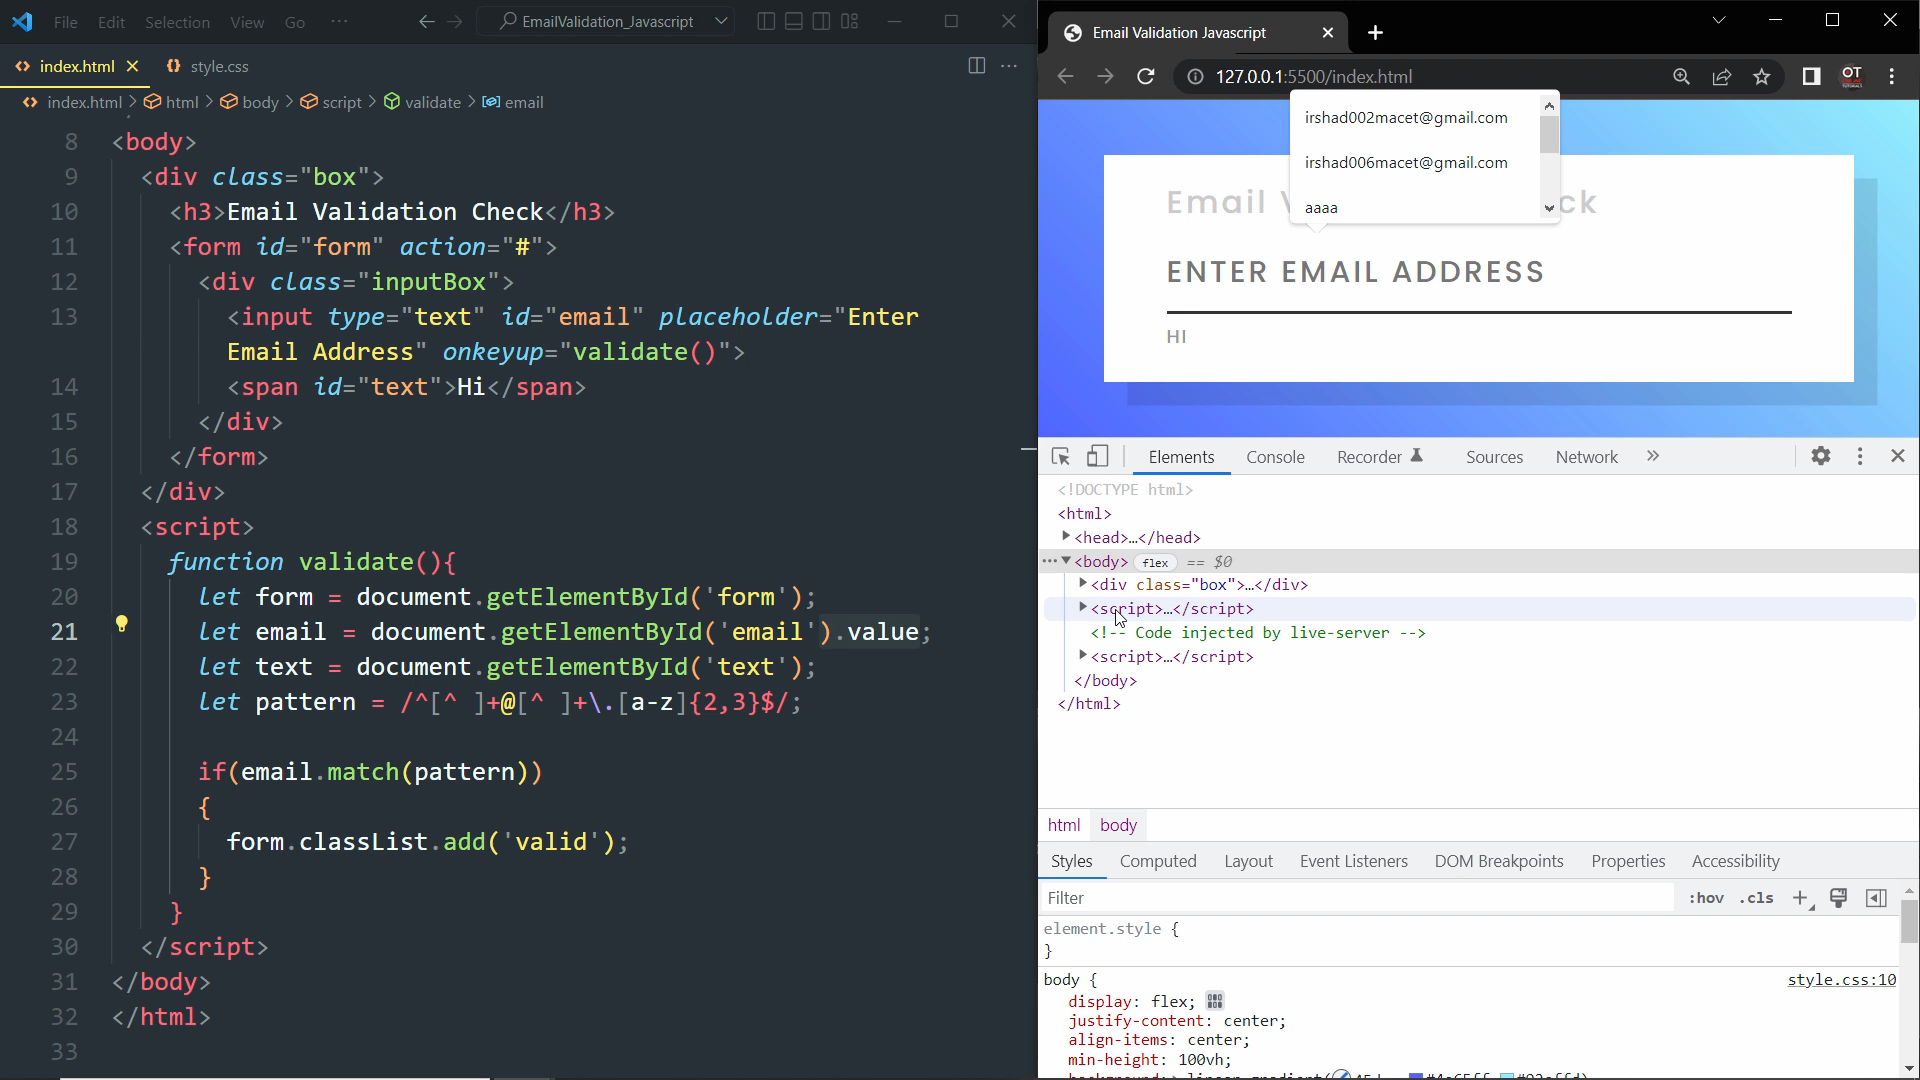 File Edit Selection View Go ···
EmailValidation_Javascript
index.html
style.css
index.html > html > body > script > validate > email
8 <body>
9 <div class="box">
10 <h3>Email Validation Check</h3>
11 <form id="form" action="#">
12 <div class="inputBox">
13 <input type="text" id="email" placeholder="Enter
Email Address" onkeyup="validate()">
14 <span id="text">Hi</span>
15 </div>
16 </form>
17 </div>
18 <script>
19 function validate(){
20 let form = document.getElementById('form');
21 let email = document.getElementById('email').value;
22 let text = document.getElementById('text');
23 let pattern = /^[^ ]+@[^ ]+\.[a-z]{2,3}$/;
24
25 if(email.match(pattern))
26 {
27 form.classList.add('valid');
28 }
29 }
30 </script>
31 </body>
32 </html>
33
Email Validation Javascript
127.0.0.1:5500/index.html
OT
irshad002macet@gmail.com
irshad006macet@gmail.com
aaaa
Email V
ck
ENTER EMAIL ADDRESS
HI
Elements Console Recorder Sources Network »
<!DOCTYPE html>
<html>
<head>…</head>
··· <body> flex == $0
<div class="box">…</div>
<script>…</script>
<!-- Code injected by live-server -->
<script>…</script>
</body>
</html>
html body
Styles Computed Layout Event Listeners DOM Breakpoints Properties Accessibility
Filter
:hov .cls
element.style {
}
body {
style.css:10
display: flex;
justify-content: center;
align-items: center;
min-height: 100vh;